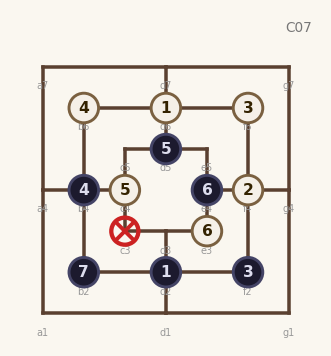 C07
a7 d7 g7
4 1 3
b6 d6 f6
5
c5 d5 e5
4 5 6 2
a4 b4 c4 e4 f4 g4
6
c3 d3 e3
7 1 3
b2 d2 f2
a1 d1 g1